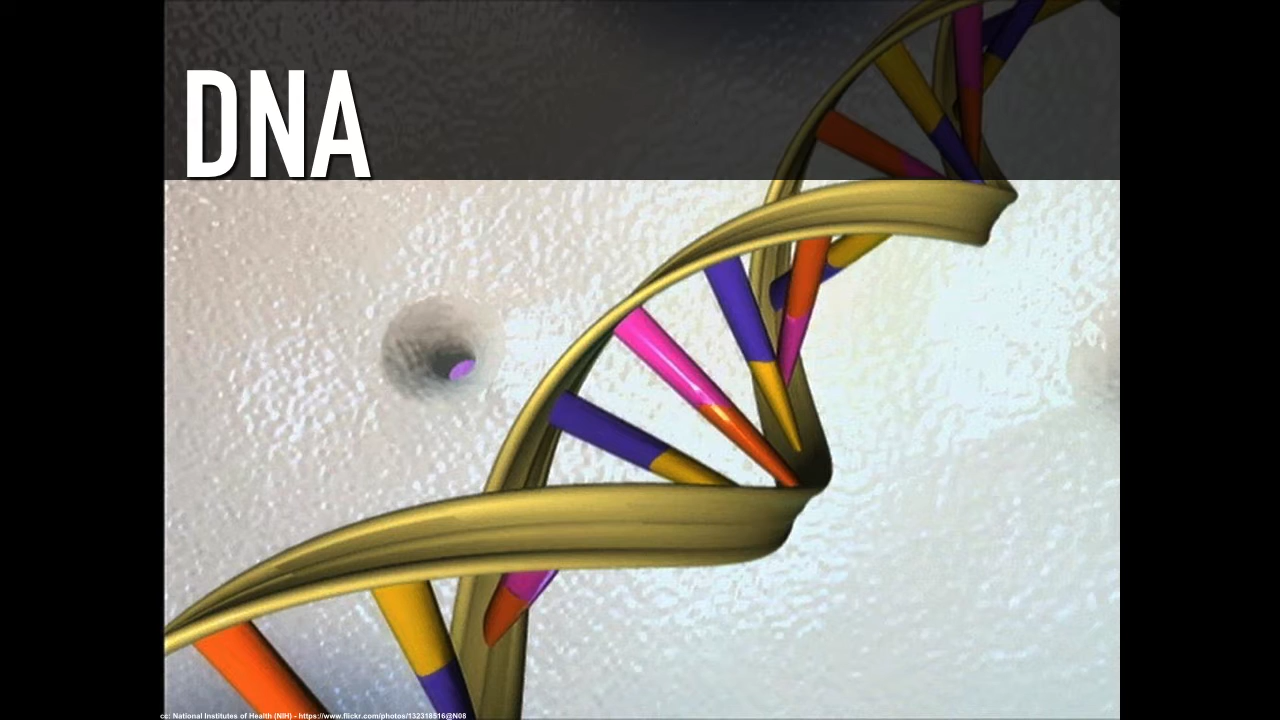 DNA
cc: National Institutes of Health (NIH) - https://www.flickr.com/photos/132318516@N08